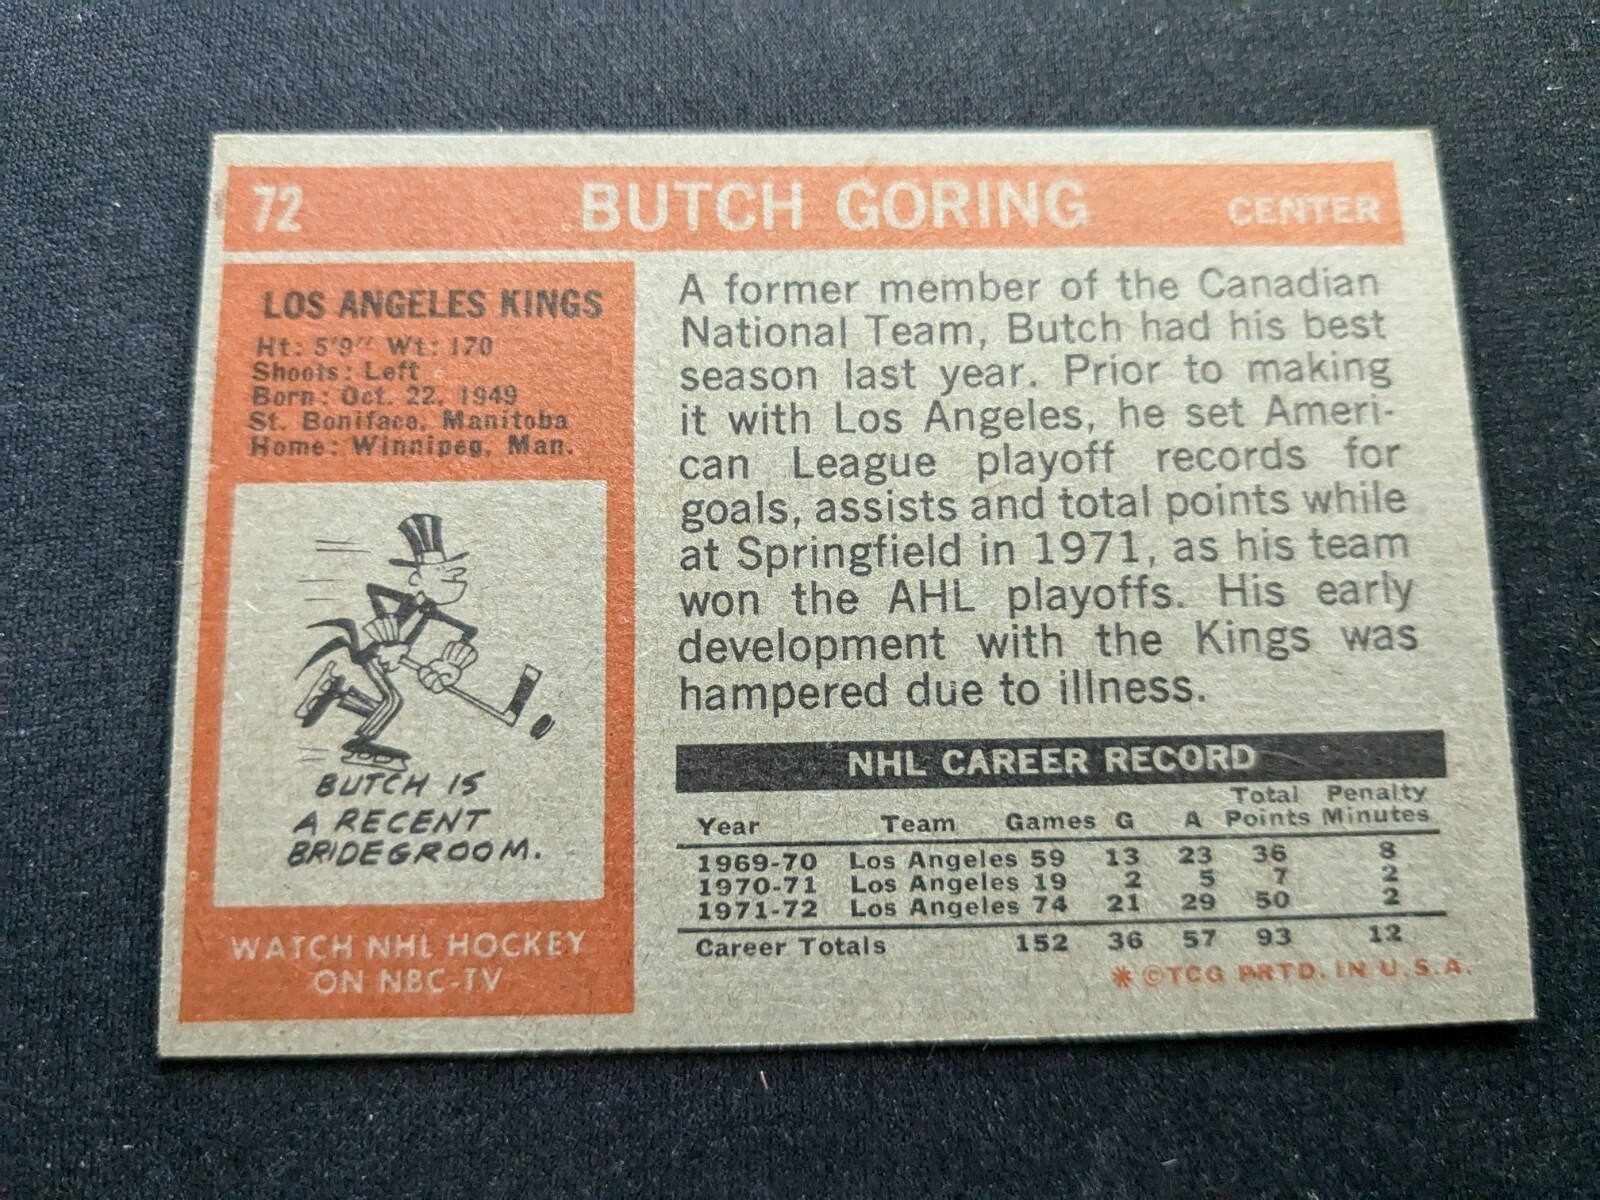 72 BUTCH GORING CENTER
LOS ANGELES KINGS
Ht: 5'9" Wt: 170
Shoots: Left
Born: Oct. 22, 1949
St. Boniface, Manitoba
Home: Winnipeg, Man.
BUTCH IS
A RECENT
BRIDEGROOM.
WATCH NHL HOCKEY
ON NBC-TV
A former member of the Canadian
National Team, Butch had his best
season last year. Prior to making
it with Los Angeles, he set Ameri-
can League playoff records for
goals, assists and total points while
at Springfield in 1971, as his team
won the AHL playoffs. His early
development with the Kings was
hampered due to illness.
NHL CAREER RECORD
Year Team Games G A Total Points Penalty Minutes
1969-70 Los Angeles 59 13 23 36 8
1970-71 Los Angeles 19 2 5 7 2
1971-72 Los Angeles 74 21 29 50 2
Career Totals 152 36 57 93 12
* ©TCG PRTD. IN U.S.A.